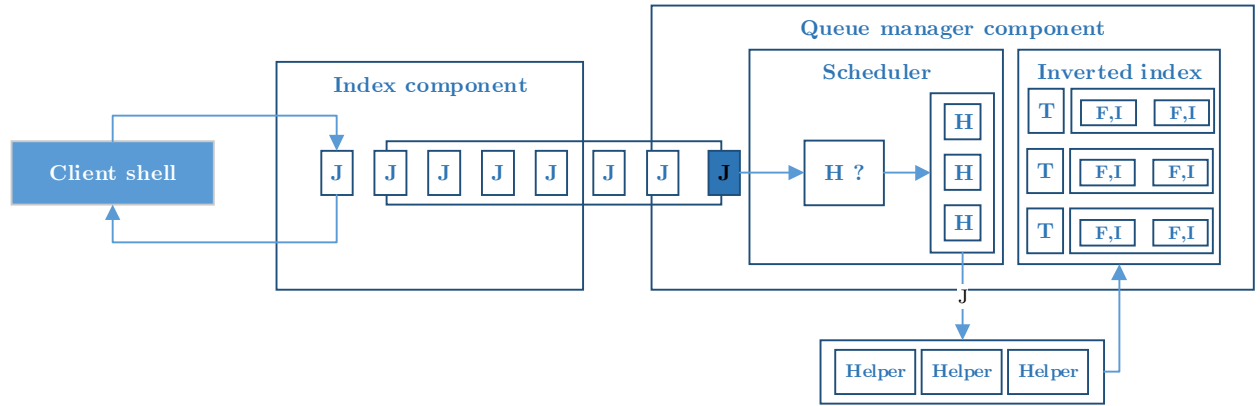 Queue manager component
Index component
Scheduler
Inverted index
Client shell
J J J J J J J J
H ?
H
H
H
T F,I F,I
T F,I F,I
T F,I F,I
J
Helper Helper Helper